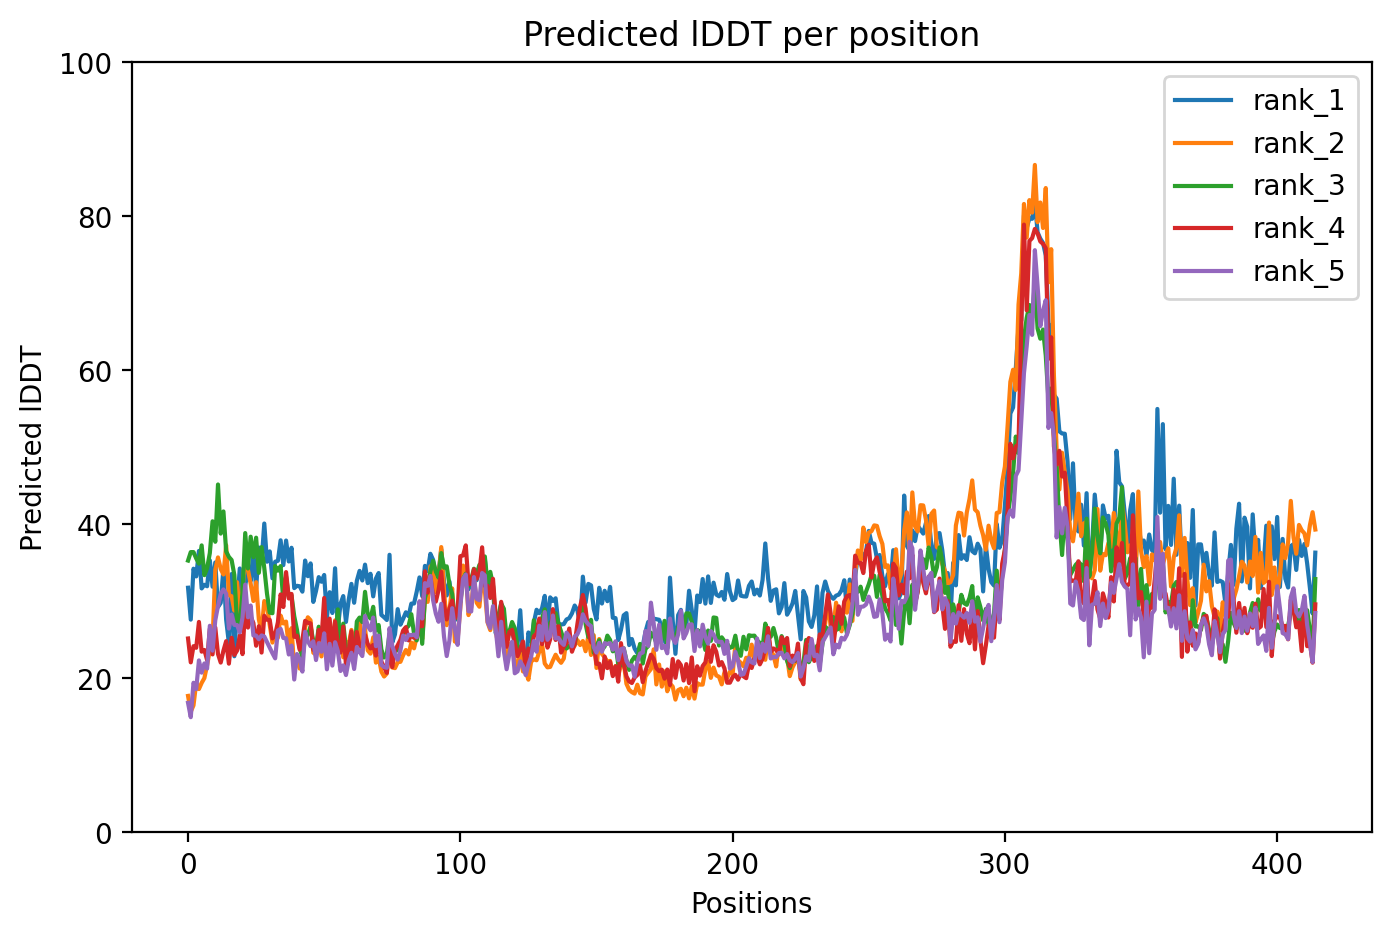 Predicted lDDT per position
100
80
60
40
20
0
Predicted lDDT
0 100 200 300 400
Positions
rank_1
rank_2
rank_3
rank_4
rank_5